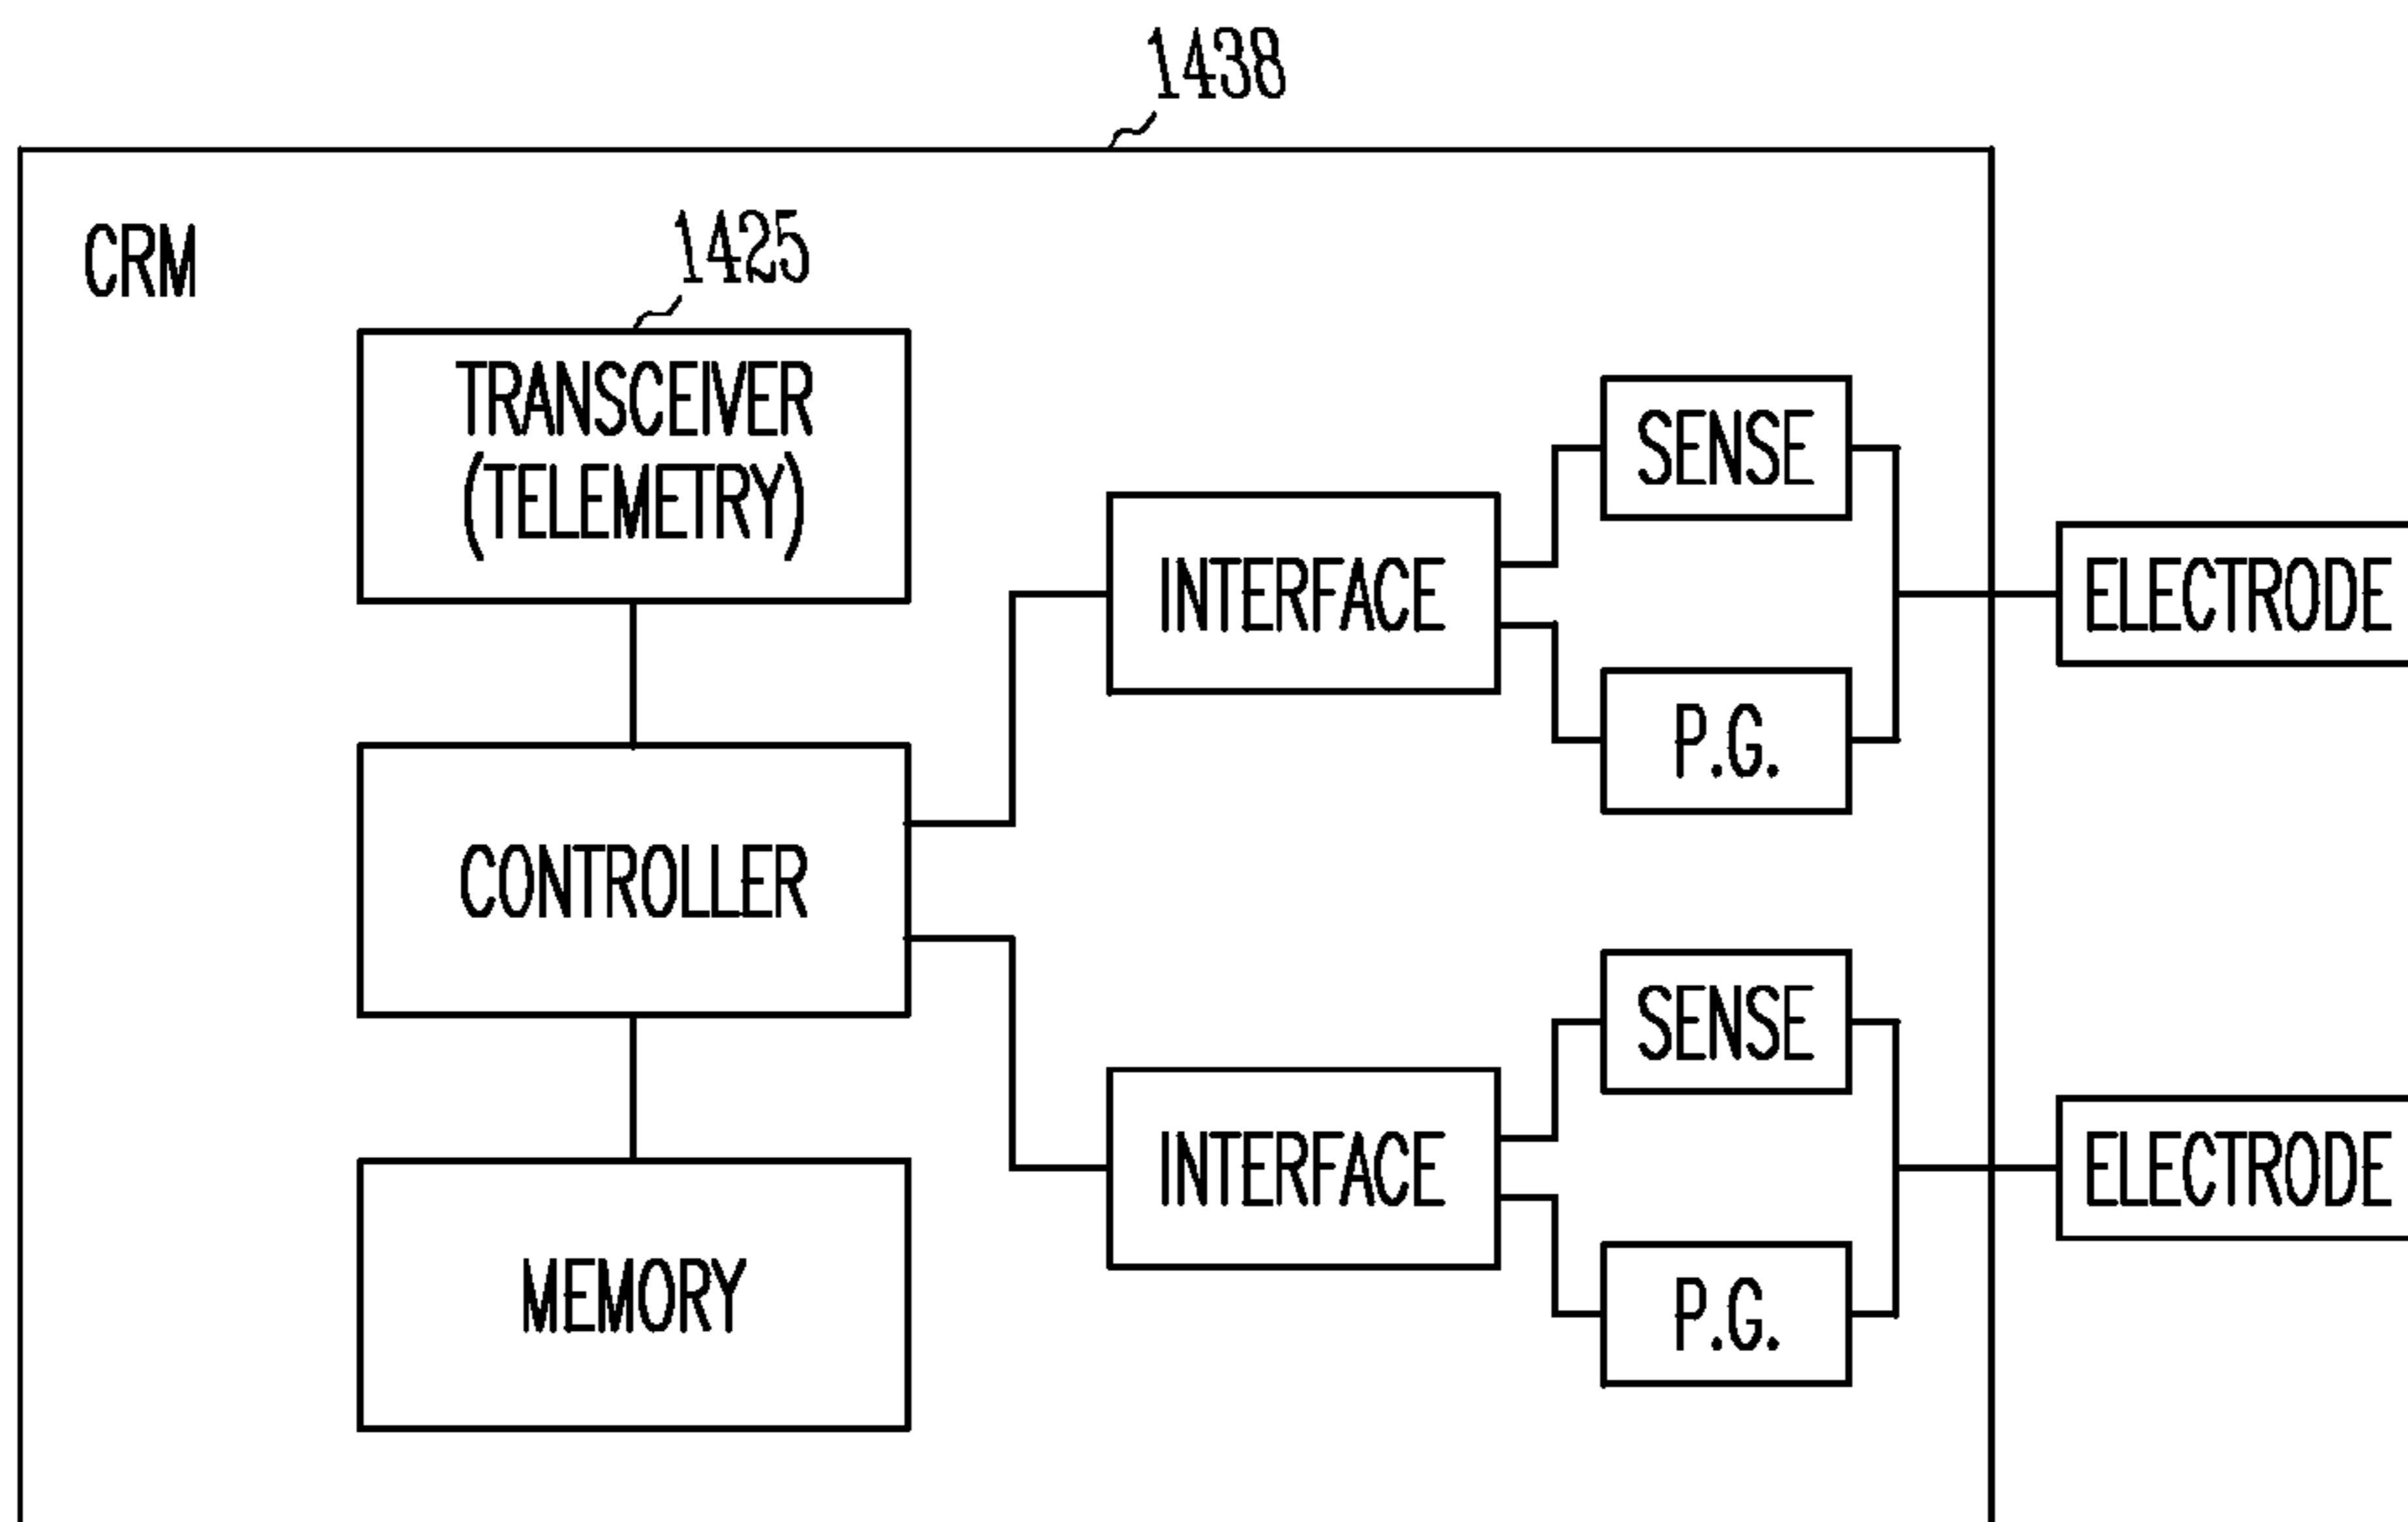 1438
CRM
1425
TRANSCEIVER
(TELEMETRY)
SENSE
INTERFACE
ELECTRODE
P.G.
CONTROLLER
SENSE
INTERFACE
ELECTRODE
MEMORY
P.G.